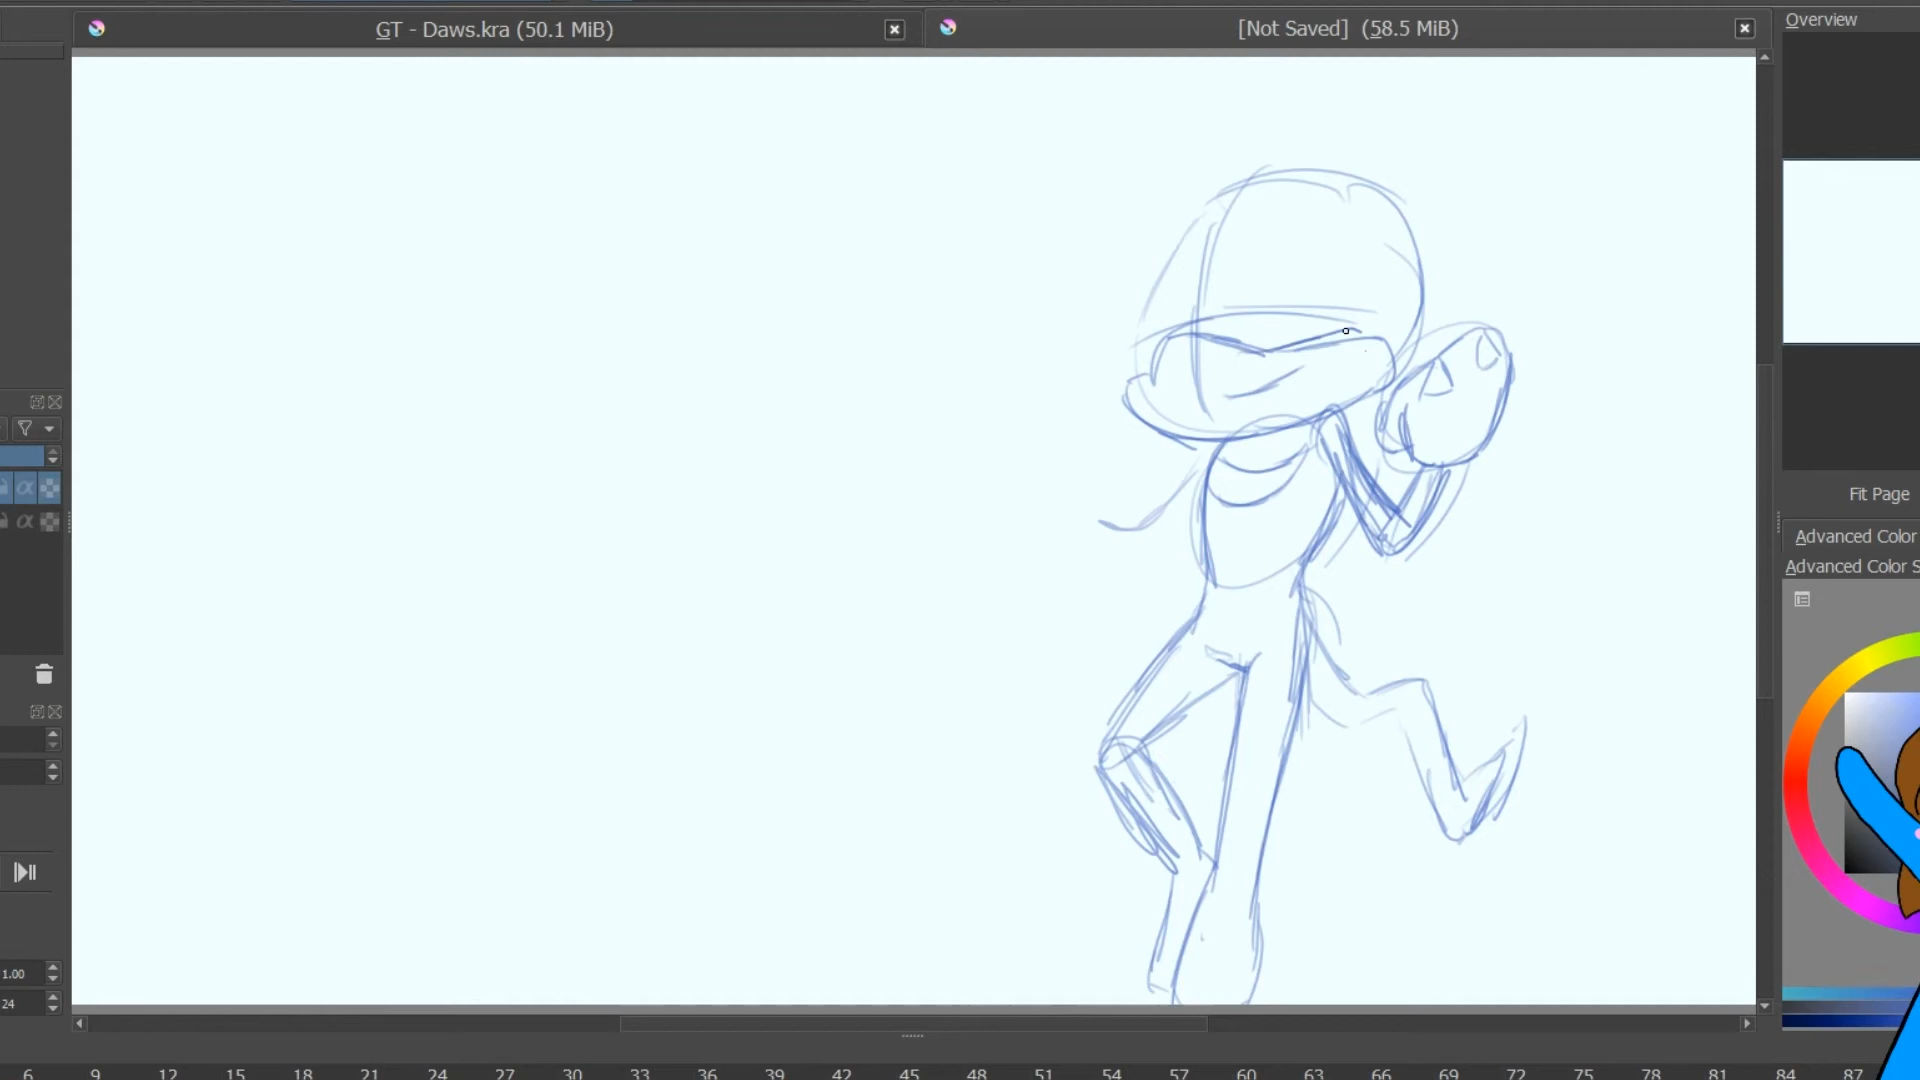 GT - Daws.kra (50.1 MiB)
[Not Saved] (58.5 MiB)
Overview
Fit Page
Advanced Color
Advanced Color S
1.00
24
6 9 12 15 18 21 24 27 30 33 36 39 42 45 48 51 54 57 60 63 66 69 72 75 78 81 84 87